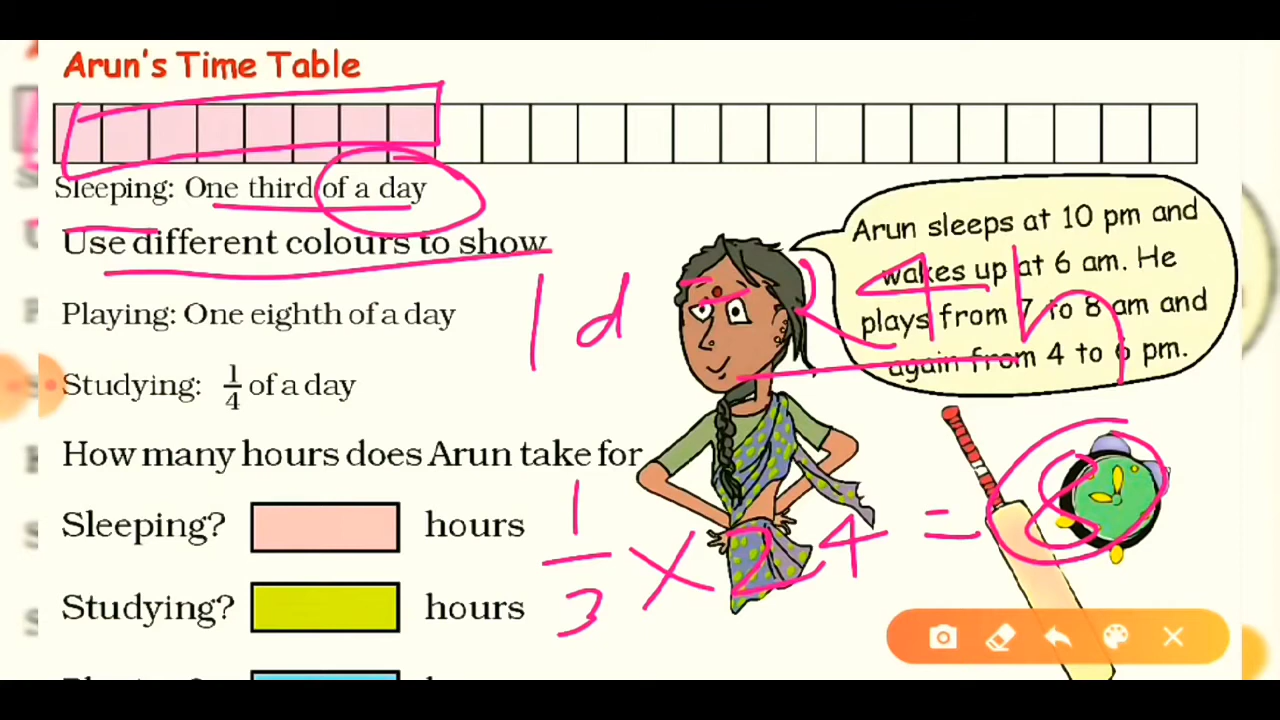 Arun's Time Table
Sleeping: One third of a day
Use different colours to show
Playing: One eighth of a day
Studying: 1/4 of a day
How many hours does Arun take for
Sleeping? hours
Studying? hours
Arun sleeps at 10 pm and
wakes up at 6 am. He
plays from 7 to 8 am and
again from 4 to 6 pm.
1 d
24 h
1/3 × 24 = 8